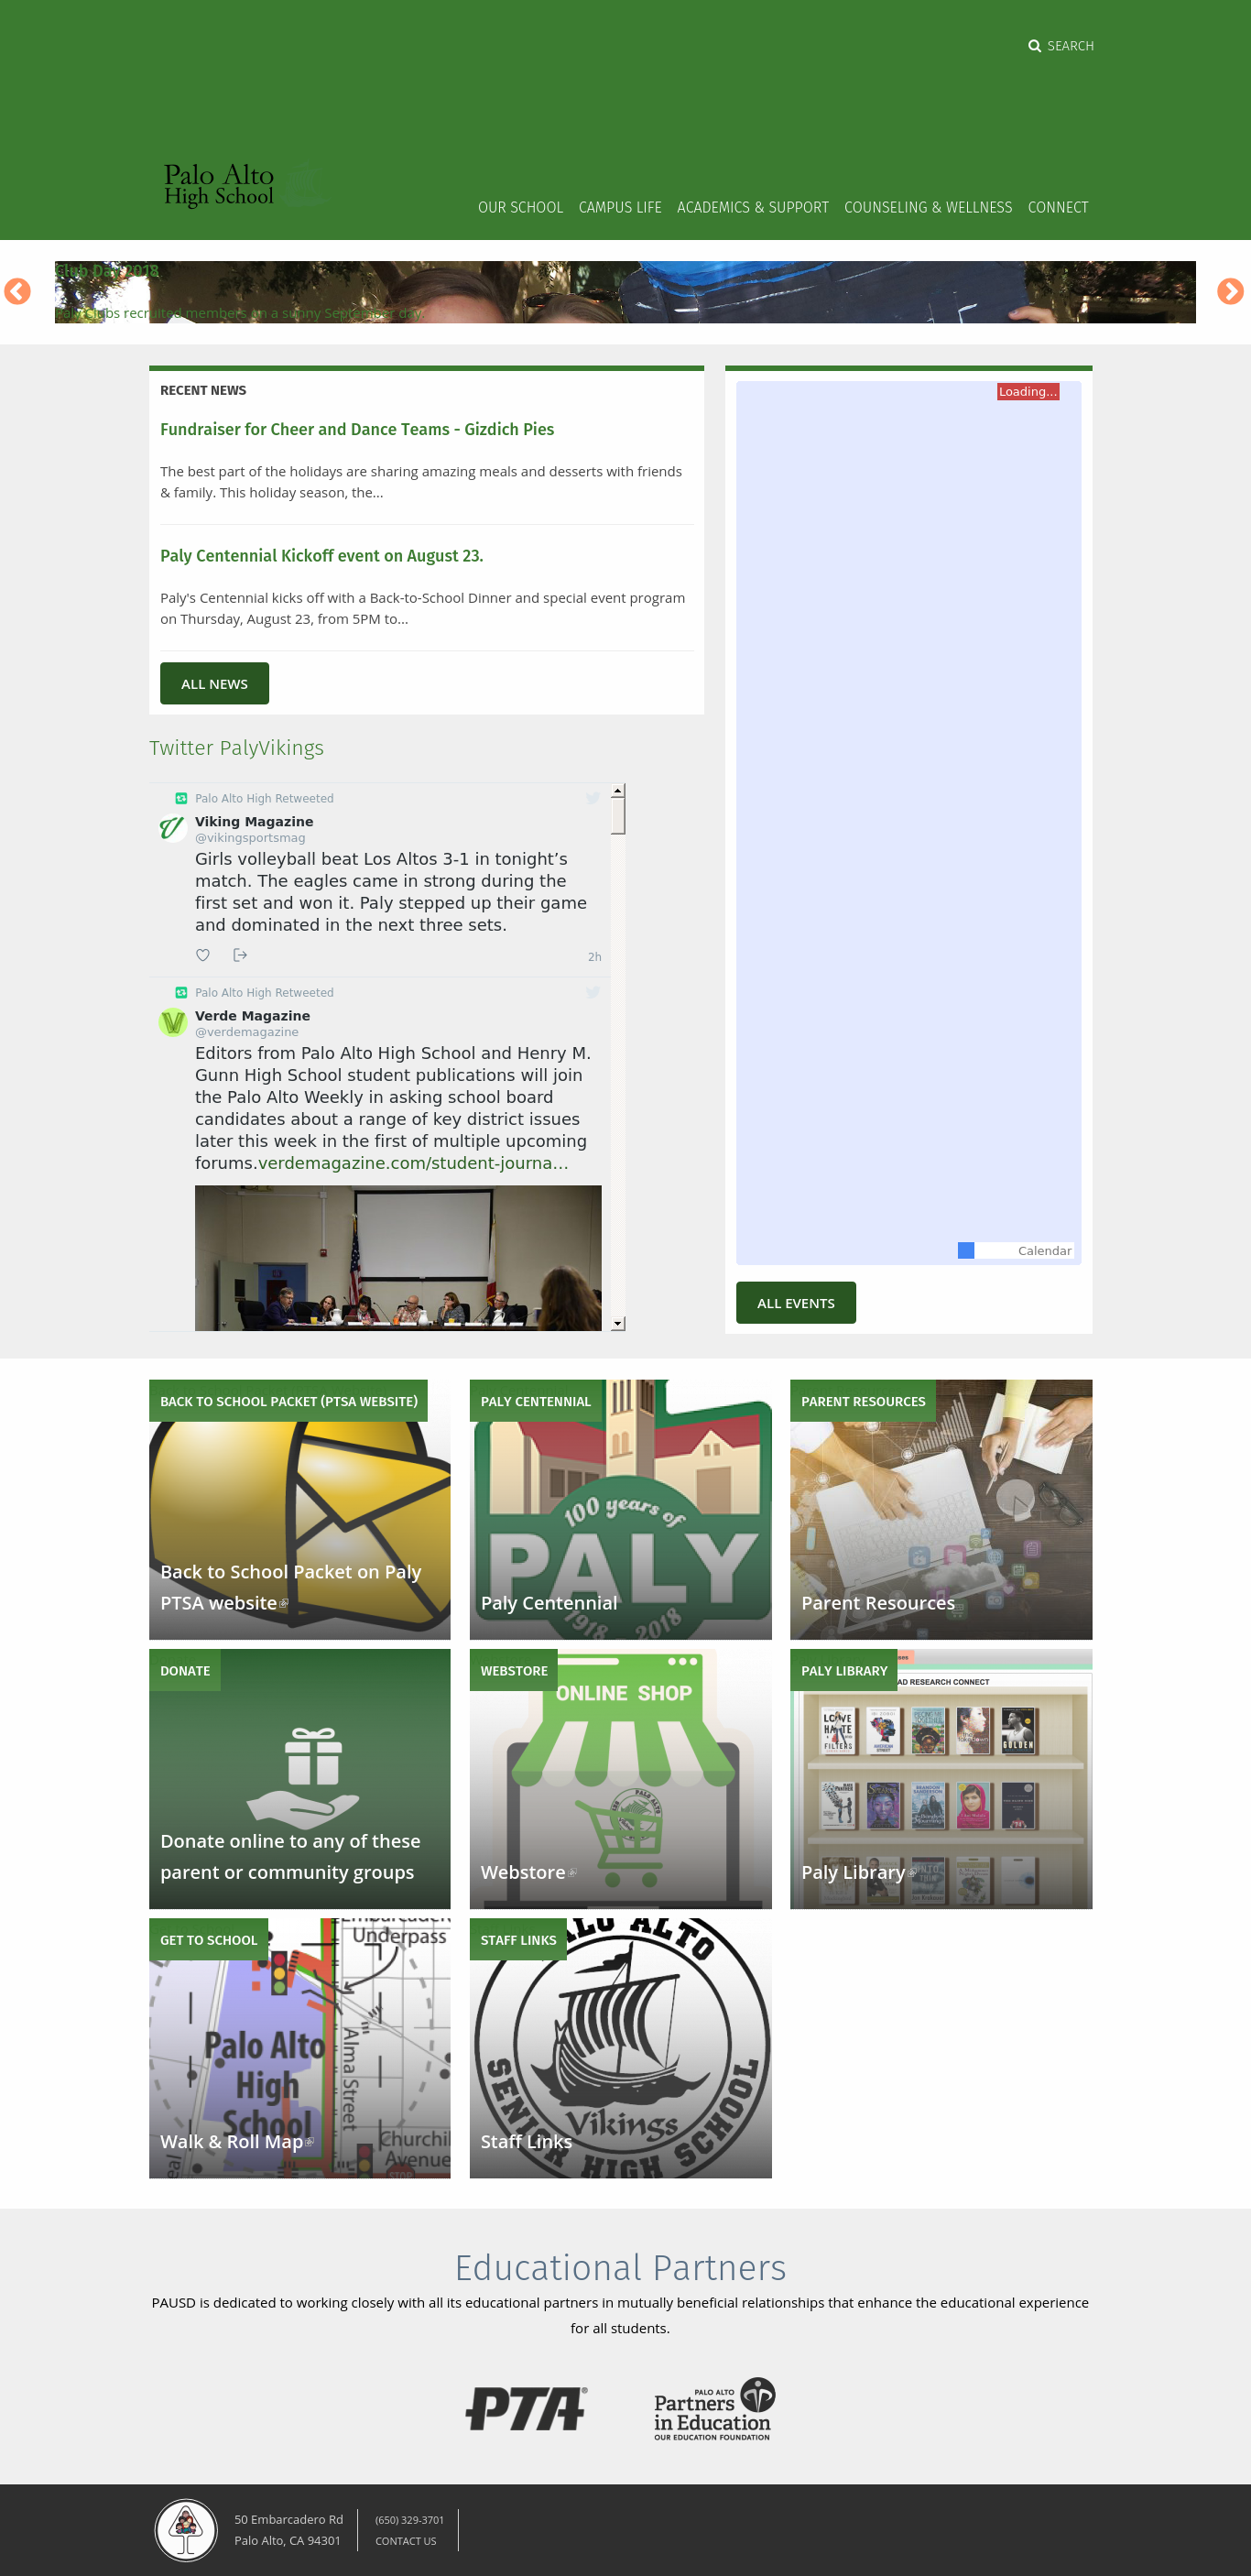 SEARCH
Palo Alto
High School
OUR SCHOOL CAMPUS LIFE ACADEMICS & SUPPORT COUNSELING & WELLNESS CONNECT
Club Day 2018
Paly clubs recruited members on a sunny September day.
RECENT NEWS
Fundraiser for Cheer and Dance Teams - Gizdich Pies
The best part of the holidays are sharing amazing meals and desserts with friends
& family. This holiday season, the...
Paly Centennial Kickoff event on August 23.
Paly's Centennial kicks off with a Back-to-School Dinner and special event program
on Thursday, August 23, from 5PM to...
ALL NEWS
Loading...
Calendar
ALL EVENTS
Twitter PalyVikings
Palo Alto High Retweeted
Viking Magazine
@vikingsportsmag
Girls volleyball beat Los Altos 3-1 in tonight’s
match. The eagles came in strong during the
first set and won it. Paly stepped up their game
and dominated in the next three sets.
2h
Palo Alto High Retweeted
Verde Magazine
@verdemagazine
Editors from Palo Alto High School and Henry M.
Gunn High School student publications will join
the Palo Alto Weekly in asking school board
candidates about a range of key district issues
later this week in the first of multiple upcoming
forums.verdemagazine.com/student-journa…
BACK TO SCHOOL PACKET (PTSA WEBSITE)
Back to School Packet on Paly
PTSA website
PALY CENTENNIAL
100 years of
PALY
1918 - 2018
Paly Centennial
PARENT RESOURCES
Parent Resources
DONATE
Donate online to any of these
parent or community groups
WEBSTORE
ONLINE SHOP
Webstore
PALY LIBRARY
AD RESEARCH CONNECT
Paly Library
GET TO SCHOOL
Underpass
Alma Street
Palo Alto
High
School
Churchil
Avenue
STOP
Walk & Roll Map
STAFF LINKS
PALO ALTO
SENIOR HIGH SCHOOL
Vikings
Staff Links
Educational Partners
PAUSD is dedicated to working closely with all its educational partners in mutually beneficial relationships that enhance the educational experience
for all students.
PTA®
PALO ALTO
Partners
in Education
OUR EDUCATION FOUNDATION
50 Embarcadero Rd
Palo Alto, CA 94301
(650) 329-3701
CONTACT US